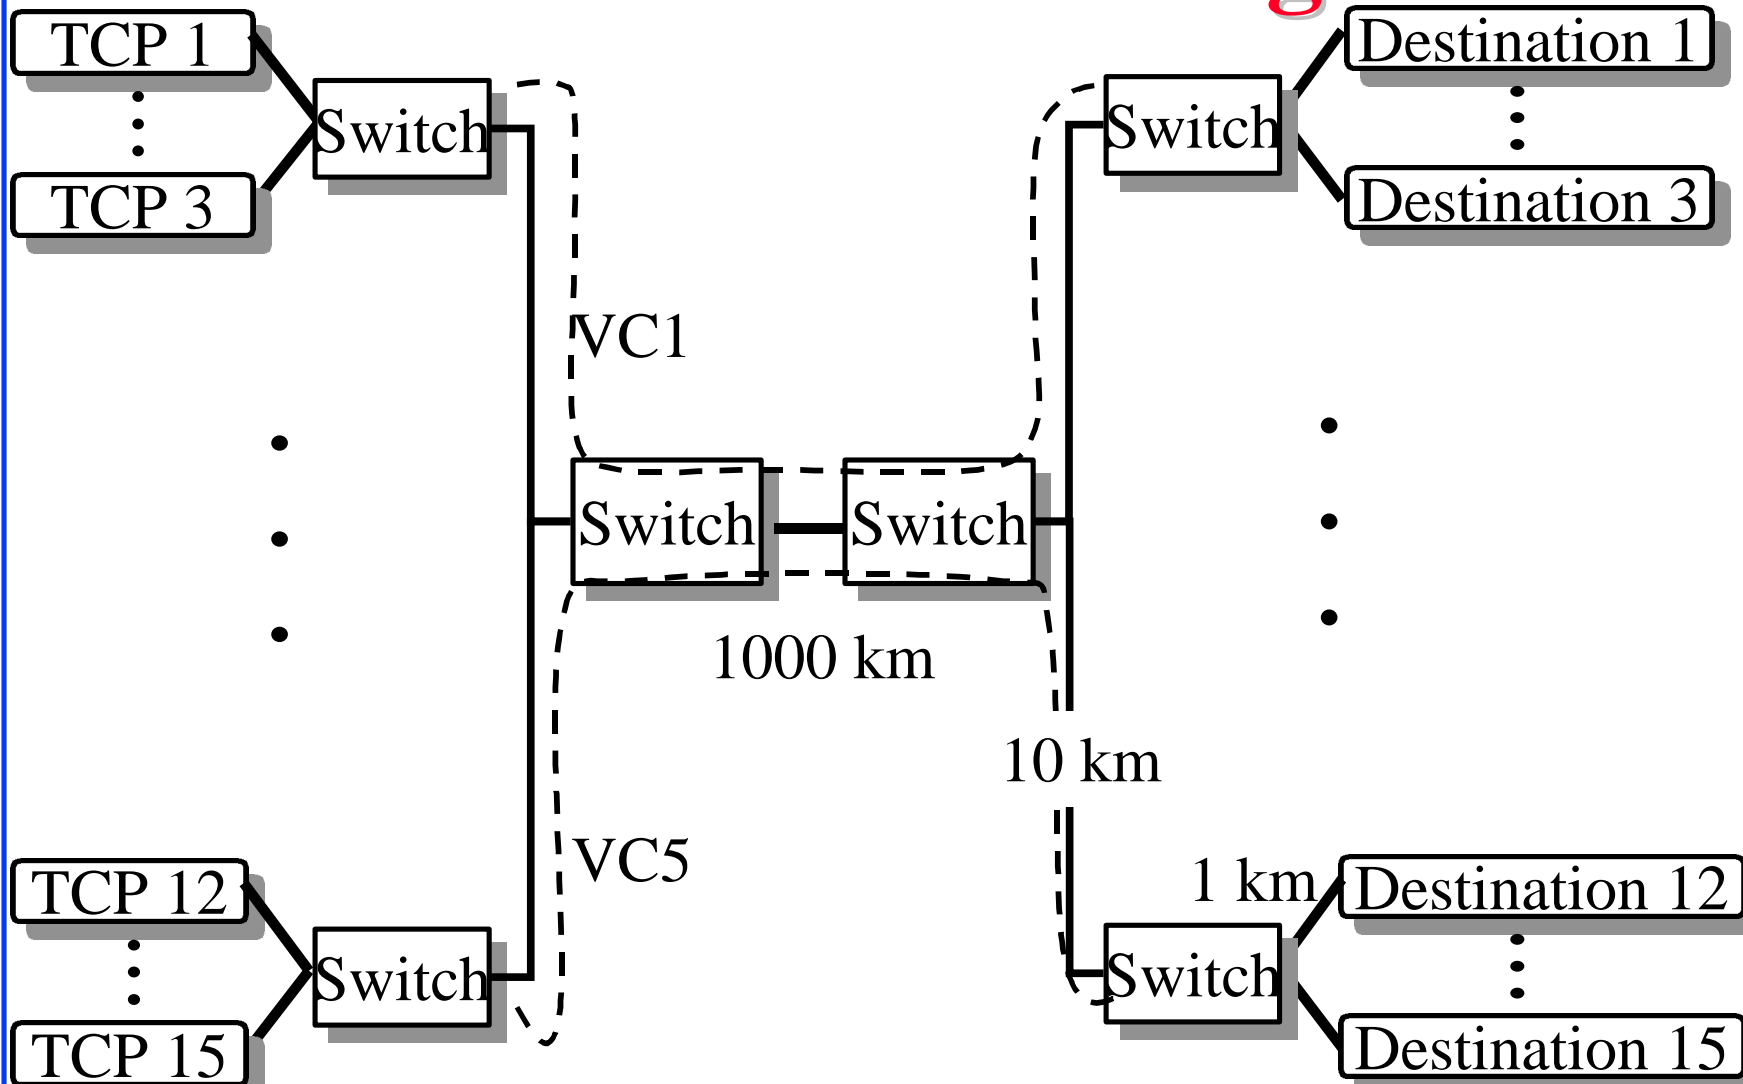 g
TCP 1
Destination 1
Switch
Switch
TCP 3
Destination 3
VC1
Switch
Switch
1000 km
10 km
VC5
1 km
TCP 12
Destination 12
Switch
Switch
TCP 15
Destination 15